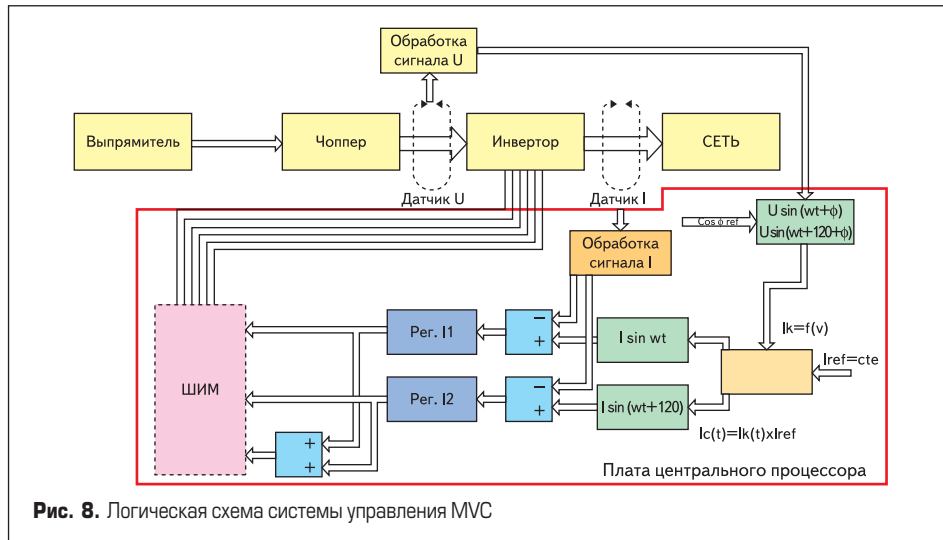 Обработка
сигнала U
Выпрямитель
Чоппер
Инвертор
СЕТЬ
Датчик U
Датчик I
Cos ϕ ref
U sin (wt+ϕ)
U sin (wt+120+ϕ)
Обработка
сигнала I
Ik=f(v)
ШИМ
Рег. I1
−
+
I sin wt
Iref=cte
Рег. I2
−
+
I sin (wt+120)
Ic(t)=Ik(t)xIref
+
+
Плата центрального процессора
Рис. 8. Логическая схема системы управления MVC